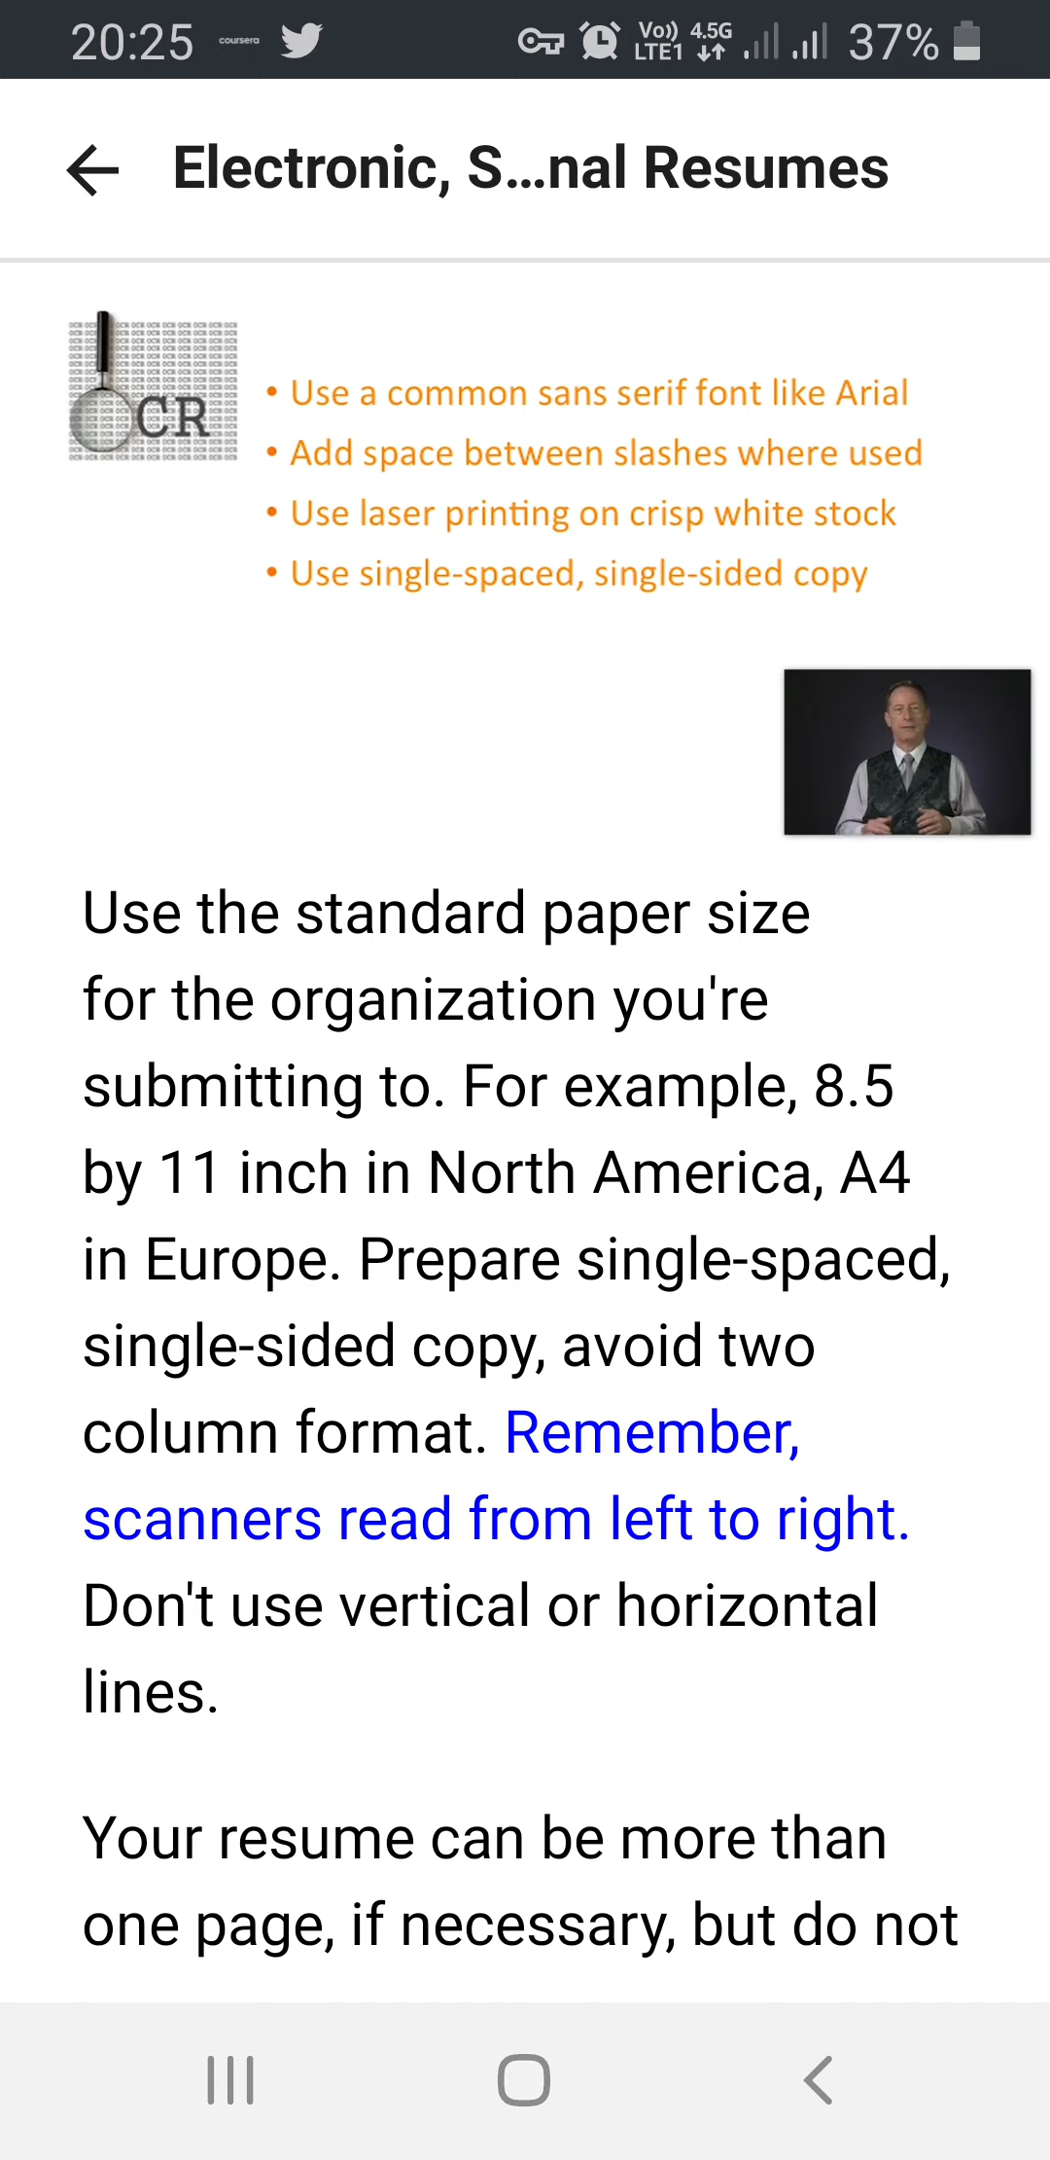 20:25 coursera Vo)) LTE1 4.5G 37%
Electronic, S...nal Resumes
CR
• Use a common sans serif font like Arial
• Add space between slashes where used
• Use laser printing on crisp white stock
• Use single-spaced, single-sided copy
Use the standard paper size
for the organization you're
submitting to. For example, 8.5
by 11 inch in North America, A4
in Europe. Prepare single-spaced,
single-sided copy, avoid two
column format. Remember,
scanners read from left to right.
Don't use vertical or horizontal
lines.
Your resume can be more than
one page, if necessary, but do not